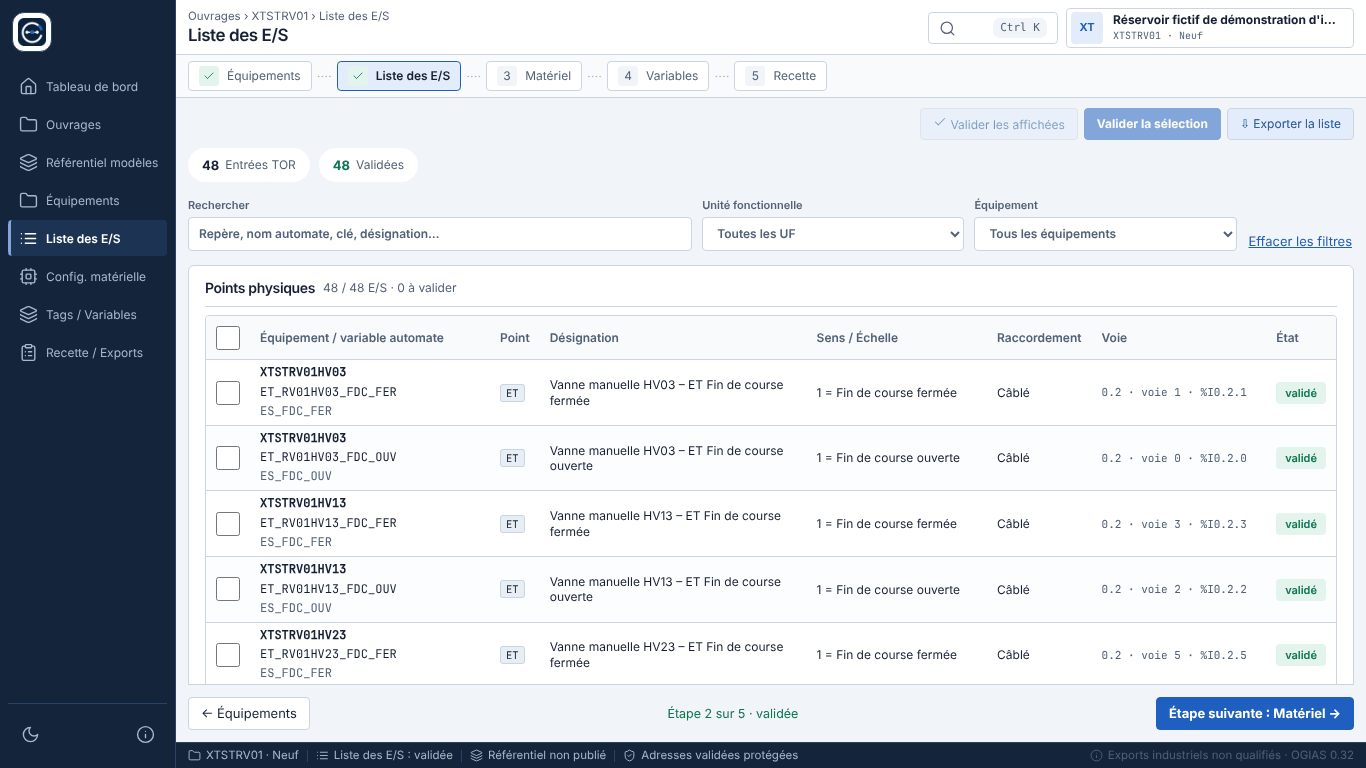 Ouvrages › XTSTRV01 › Liste des E/S
Liste des E/S
Ctrl K
XT
Réservoir fictif de démonstration d'i...
XTSTRV01 · Neuf
Tableau de bord
Ouvrages
Référentiel modèles
Équipements
Liste des E/S
Config. matérielle
Tags / Variables
Recette / Exports
Équipements
Liste des E/S
3 Matériel
4 Variables
5 Recette
Valider les affichées
Valider la sélection
⇩ Exporter la liste
48 Entrées TOR
48 Validées
Rechercher
Unité fonctionnelle
Équipement
Repère, nom automate, clé, désignation...
Toutes les UF
Tous les équipements
Effacer les filtres
Points physiques 48 / 48 E/S · 0 à valider
Équipement / variable automate
Point
Désignation
Sens / Échelle
Raccordement
Voie
État
XTSTRV01HV03
ET_RV01HV03_FDC_FER
ES_FDC_FER
ET
Vanne manuelle HV03 – ET Fin de course
fermée
1 = Fin de course fermée
Câblé
0.2 · voie 1 · %I0.2.1
validé
XTSTRV01HV03
ET_RV01HV03_FDC_OUV
ES_FDC_OUV
ET
Vanne manuelle HV03 – ET Fin de course
ouverte
1 = Fin de course ouverte
Câblé
0.2 · voie 0 · %I0.2.0
validé
XTSTRV01HV13
ET_RV01HV13_FDC_FER
ES_FDC_FER
ET
Vanne manuelle HV13 – ET Fin de course
fermée
1 = Fin de course fermée
Câblé
0.2 · voie 3 · %I0.2.3
validé
XTSTRV01HV13
ET_RV01HV13_FDC_OUV
ES_FDC_OUV
ET
Vanne manuelle HV13 – ET Fin de course
ouverte
1 = Fin de course ouverte
Câblé
0.2 · voie 2 · %I0.2.2
validé
XTSTRV01HV23
ET_RV01HV23_FDC_FER
ES_FDC_FER
ET
Vanne manuelle HV23 – ET Fin de course
fermée
1 = Fin de course fermée
Câblé
0.2 · voie 5 · %I0.2.5
validé
← Équipements
Étape 2 sur 5 · validée
Étape suivante : Matériel →
XTSTRV01 · Neuf
Liste des E/S : validée
Référentiel non publié
Adresses validées protégées
Exports industriels non qualifiés · OGIAS 0.32